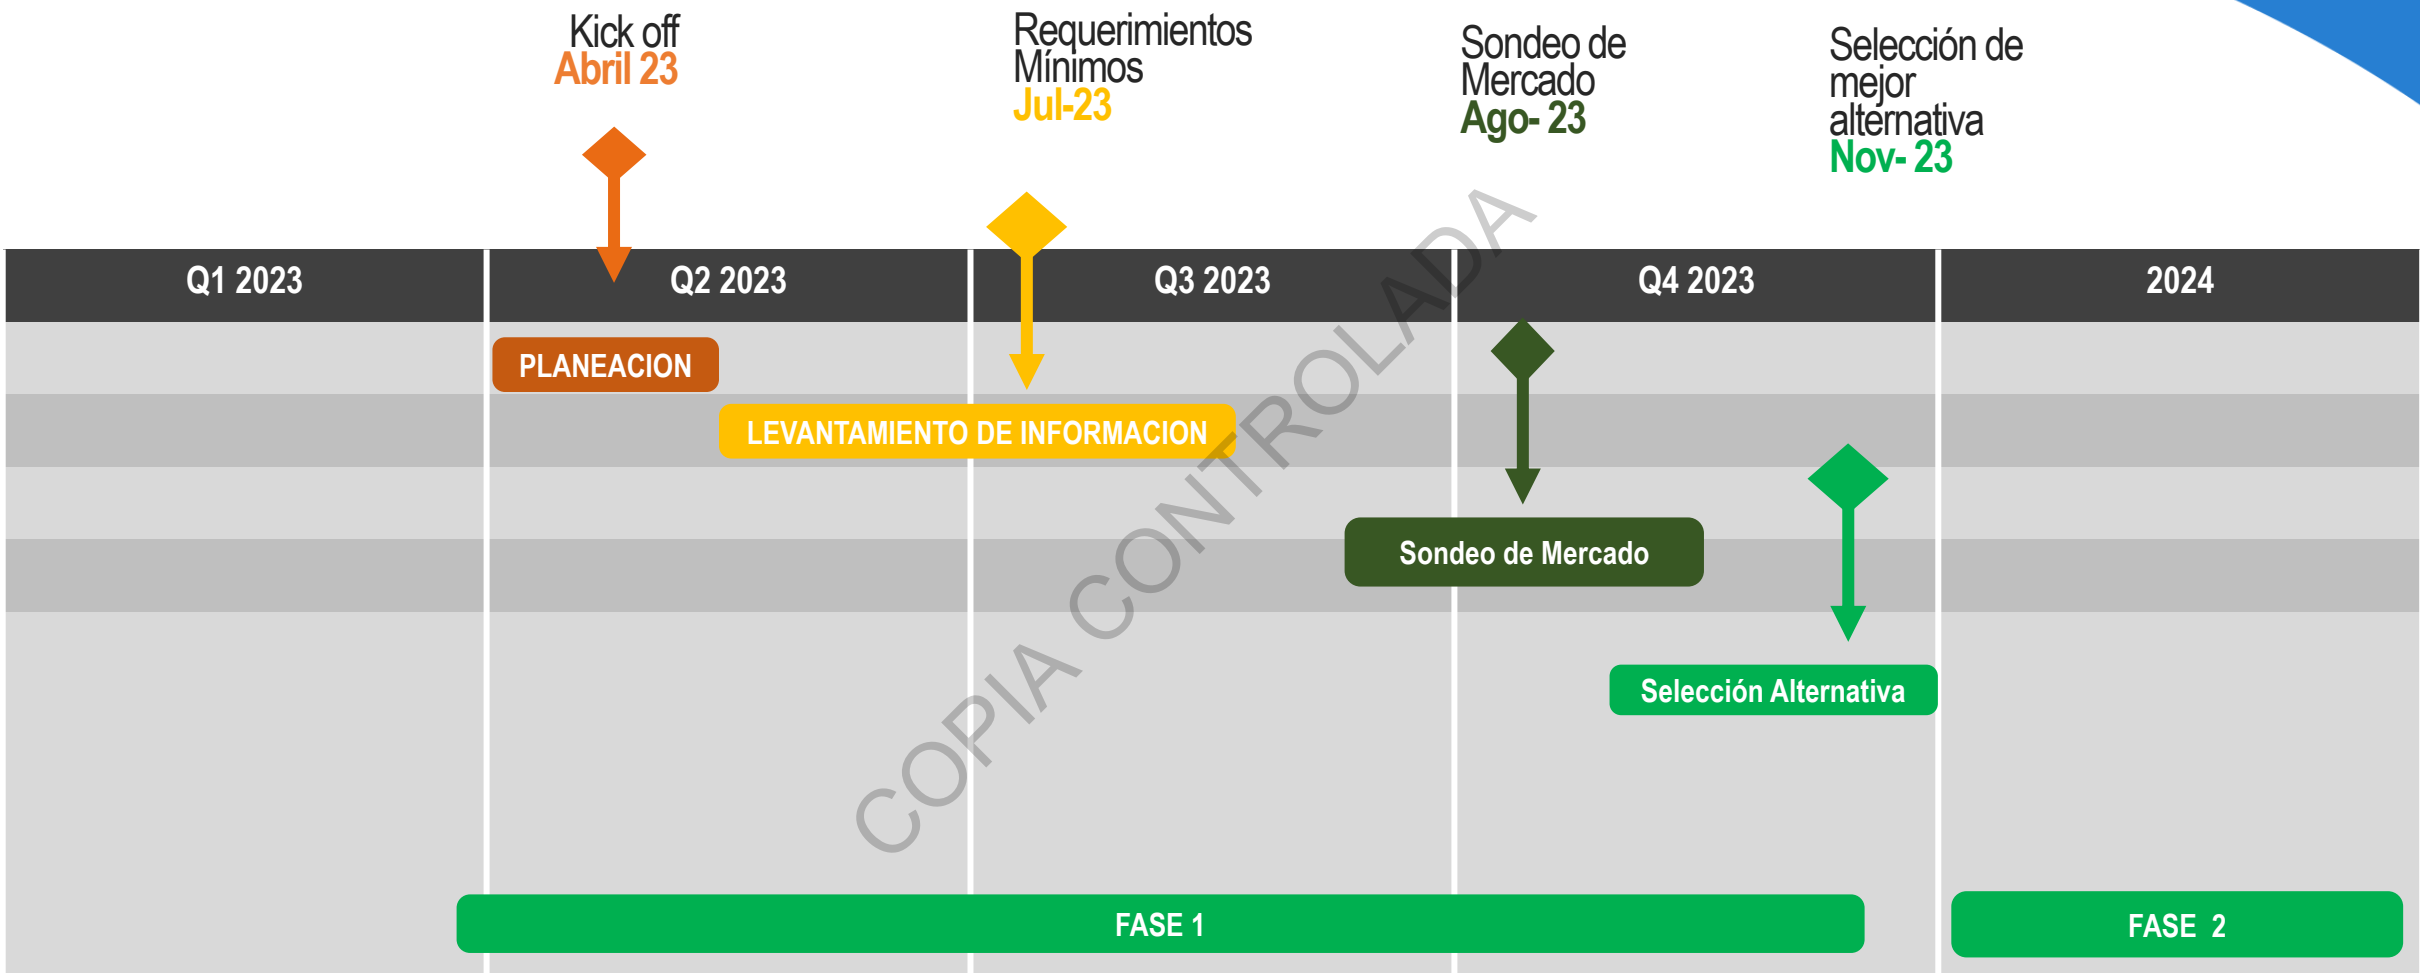 Kick off
Abril 23
Requerimientos
Mínimos
Jul-23
Sondeo de
Mercado
Ago- 23
Selección de
mejor
alternativa
Nov- 23
Q1 2023
Q2 2023
Q3 2023
Q4 2023
2024
PLANEACION
LEVANTAMIENTO DE INFORMACION
Sondeo de Mercado
Selección Alternativa
FASE 1
FASE 2
COPIA CONTROLADA